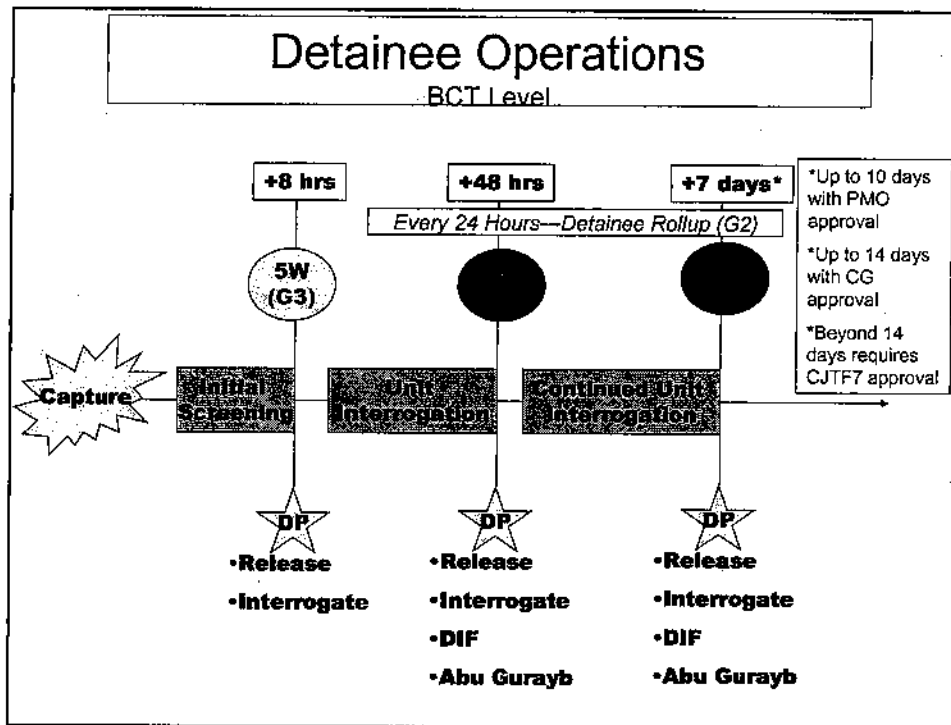 Detainee Operations
BCT Level
+8 hrs
+48 hrs
+7 days*
Every 24 Hours—Detainee Rollup (G2)
*Up to 10 days
with PMO
approval
*Up to 14 days
with CG
approval
*Beyond 14
days requires
CJTF7 approval
5W
(G3)
Capture
Initial
Screening
Unit
Interrogation
Continued Unit
Interrogation
DP
•Release
•Interrogate
DP
•Release
•Interrogate
•DIF
•Abu Gurayb
DP
•Release
•Interrogate
•DIF
•Abu Gurayb